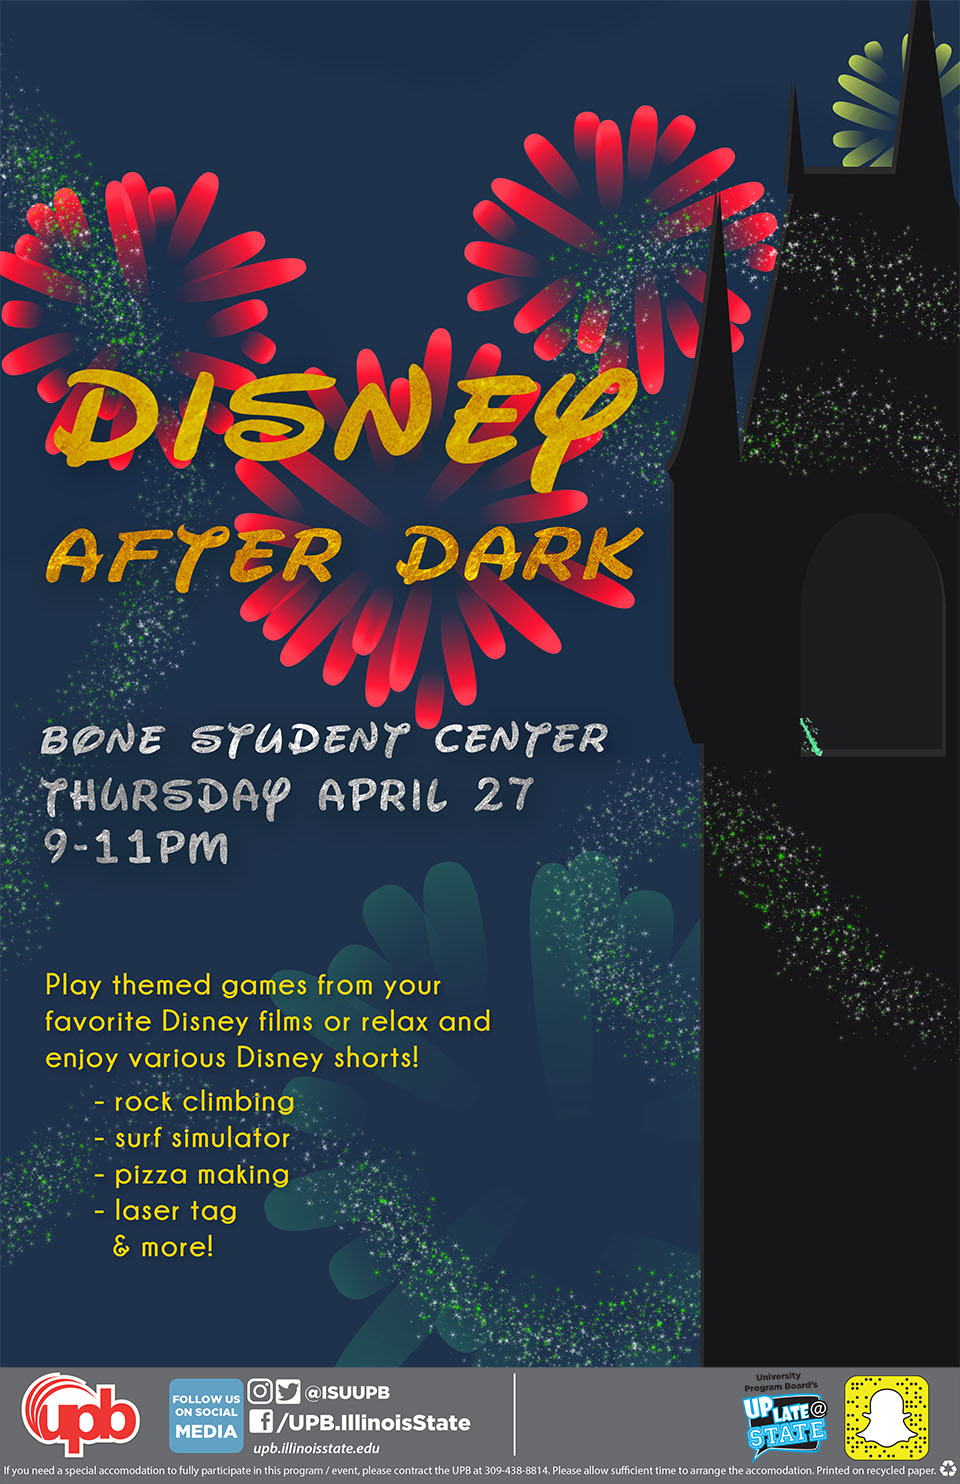 DISNEY
AFTER DARK
BONE STUDENT CENTER
THURSDAY APRIL 27
9-11PM
Play themed games from your
favorite Disney films or relax and
enjoy various Disney shorts!
- rock climbing
- surf simulator
- pizza making
- laser tag
& more!
upb
FOLLOW US
ON SOCIAL
MEDIA
@ISUUPB
/UPB.IllinoisState
upb.illinoisstate.edu
University
Program Board's
UP LATE@
STATE
If you need a special accomodation to fully participate in this program / event, please contract the UPB at 309-438-8814. Please allow sufficient time to arrange the accomodation. Printed on recycled paper.